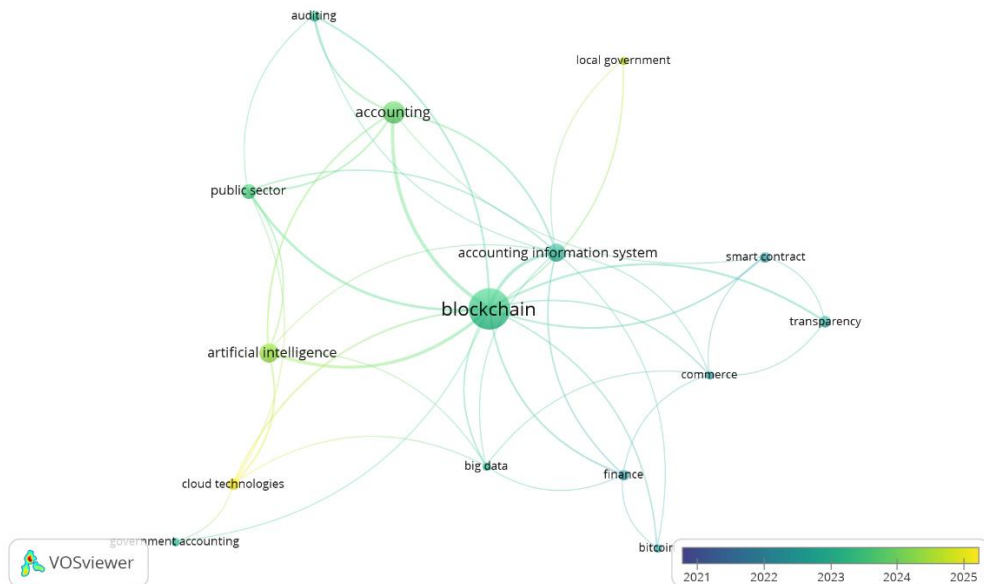 auditing
local government
accounting
public sector
accounting information system
smart contract
blockchain
transparency
artificial intelligence
commerce
big data
finance
cloud technologies
government accounting
bitcoin
VOSviewer
2021 2022 2023 2024 2025